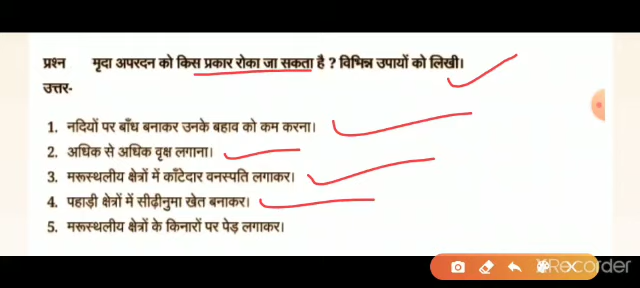 प्रश्न मृदा अपरदन को किस प्रकार रोका जा सकता है ? विभिन्न उपायों को लिखी।
उत्तर-
1. नदियों पर बाँध बनाकर उनके बहाव को कम करना।
2. अधिक से अधिक वृक्ष लगाना।
3. मरूस्थलीय क्षेत्रों में काँटेदार वनस्पति लगाकर।
4. पहाड़ी क्षेत्रों में सीढ़ीनुमा खेत बनाकर।
5. मरूस्थलीय क्षेत्रों के किनारों पर पेड़ लगाकर।
Recorder